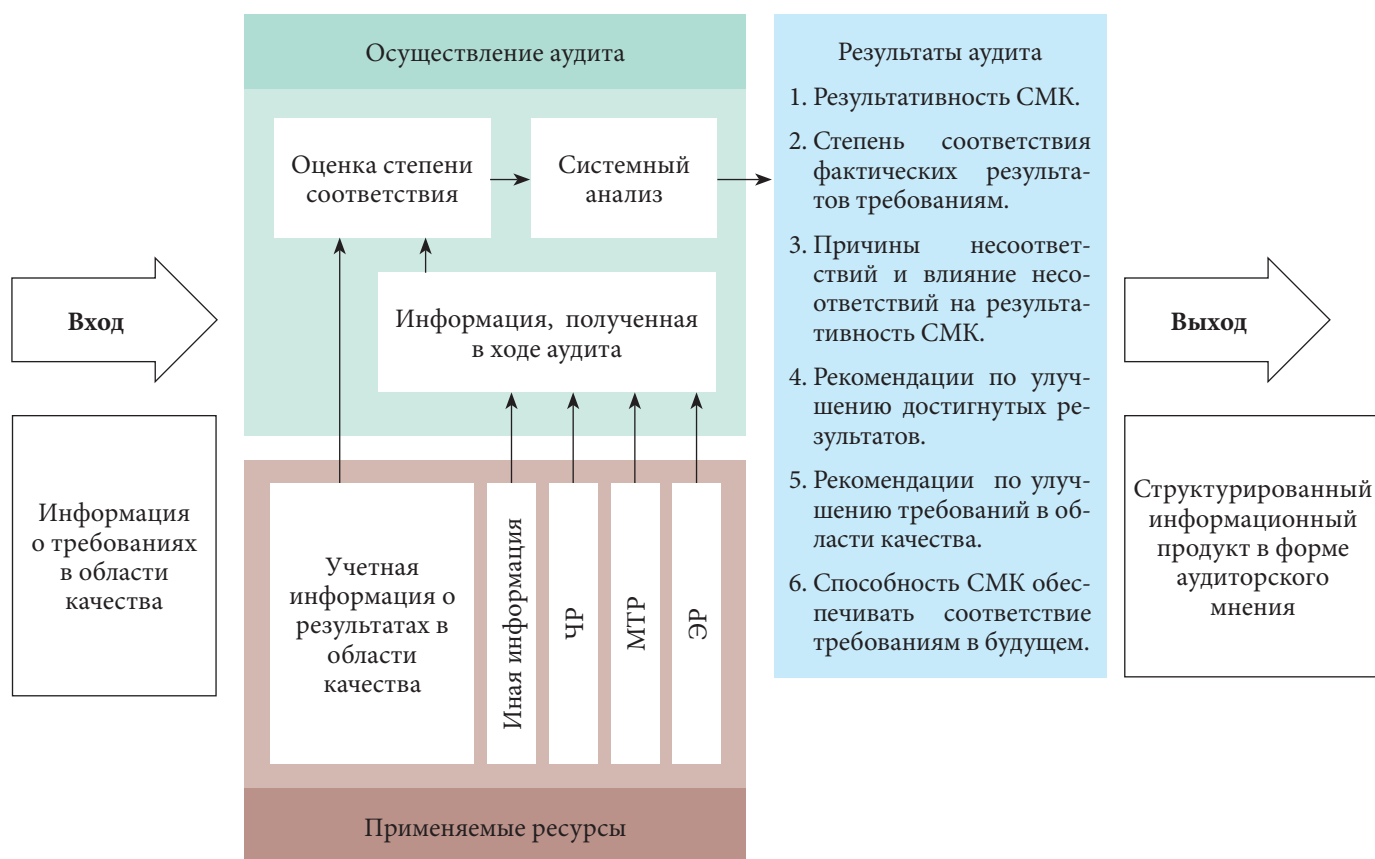 Вход
Информация
о требованиях
в области
качества
Осуществление аудита
Оценка степени
соответствия
Системный
анализ
Информация, полученная
в ходе аудита
Учетная
информация о
результатах в
области
качества
Иная информация
ЧР
МТР
ЭР
Применяемые ресурсы
Результаты аудита
1. Результативность СМК.
2. Степень соответствия
фактических результа-
тов требованиям.
3. Причины несоответ-
ствий и влияние несо-
ответствий на результа-
тивность СМК.
4. Рекомендации по улуч-
шению достигнутых ре-
зультатов.
5. Рекомендации по улуч-
шению требований в об-
ласти качества.
6. Способность СМК обес-
печивать соответствие
требованиям в будущем.
Выход
Структурированный
информационный
продукт в форме
аудиторского
мнения